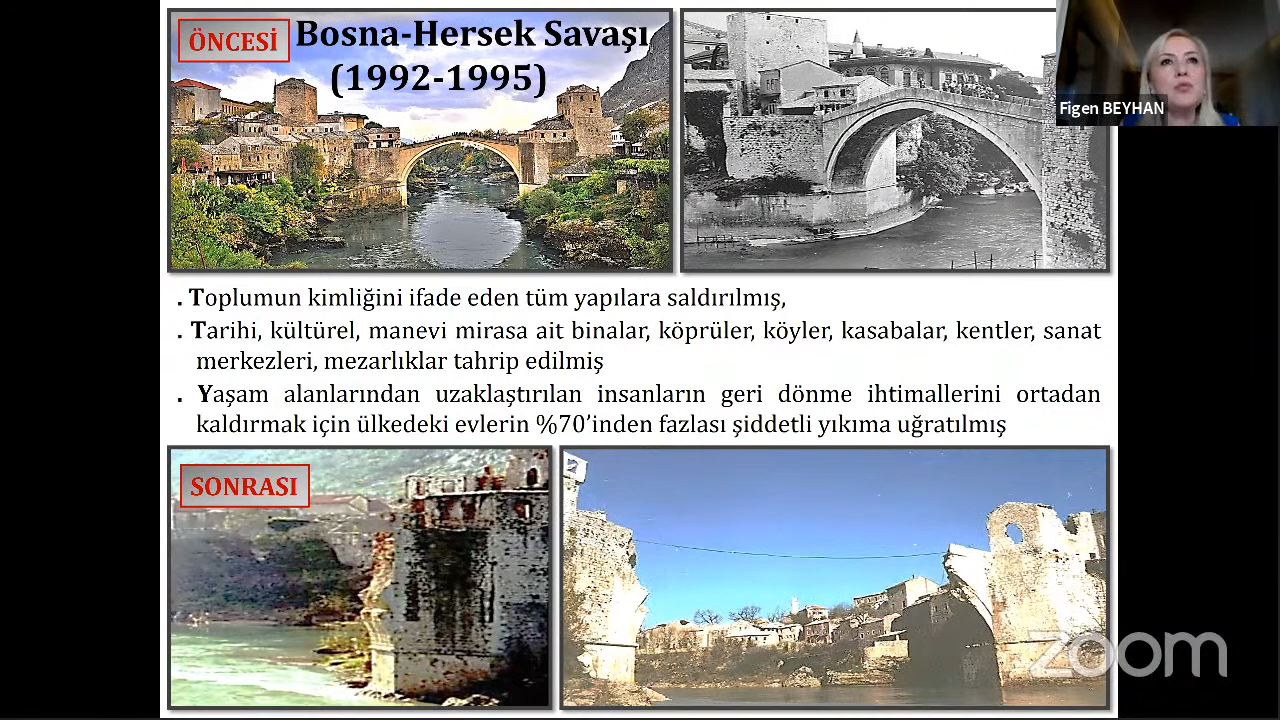 ÖNCESİ
Bosna-Hersek Savaşı
(1992-1995)
Figen BEYHAN
. Toplumun kimliğini ifade eden tüm yapılara saldırılmış,
. Tarihi, kültürel, manevi mirasa ait binalar, köprüler, köyler, kasabalar, kentler, sanat
merkezleri, mezarlıklar tahrip edilmiş
. Yaşam alanlarından uzaklaştırılan insanların geri dönme ihtimallerini ortadan
kaldırmak için ülkedeki evlerin %70’inden fazlası şiddetli yıkıma uğratılmış
SONRASI
zoom